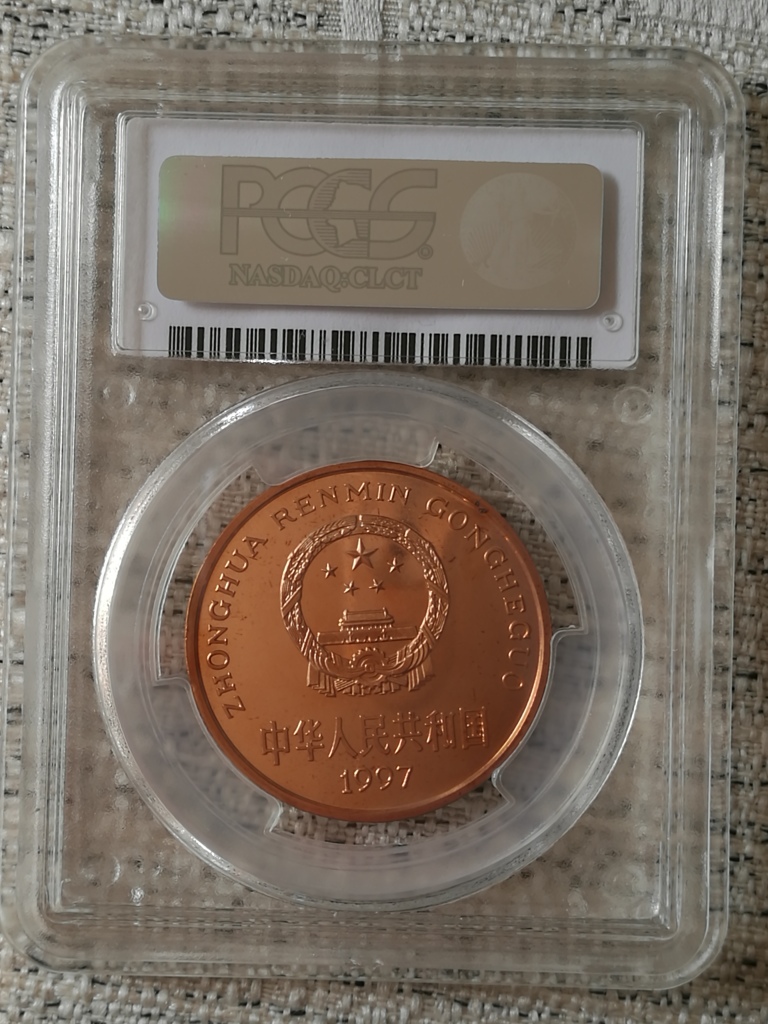 PCGS®
NASDAQ:CLCT
ZHONGHUA RENMIN GONGHEGUO
中华人民共和国
1997